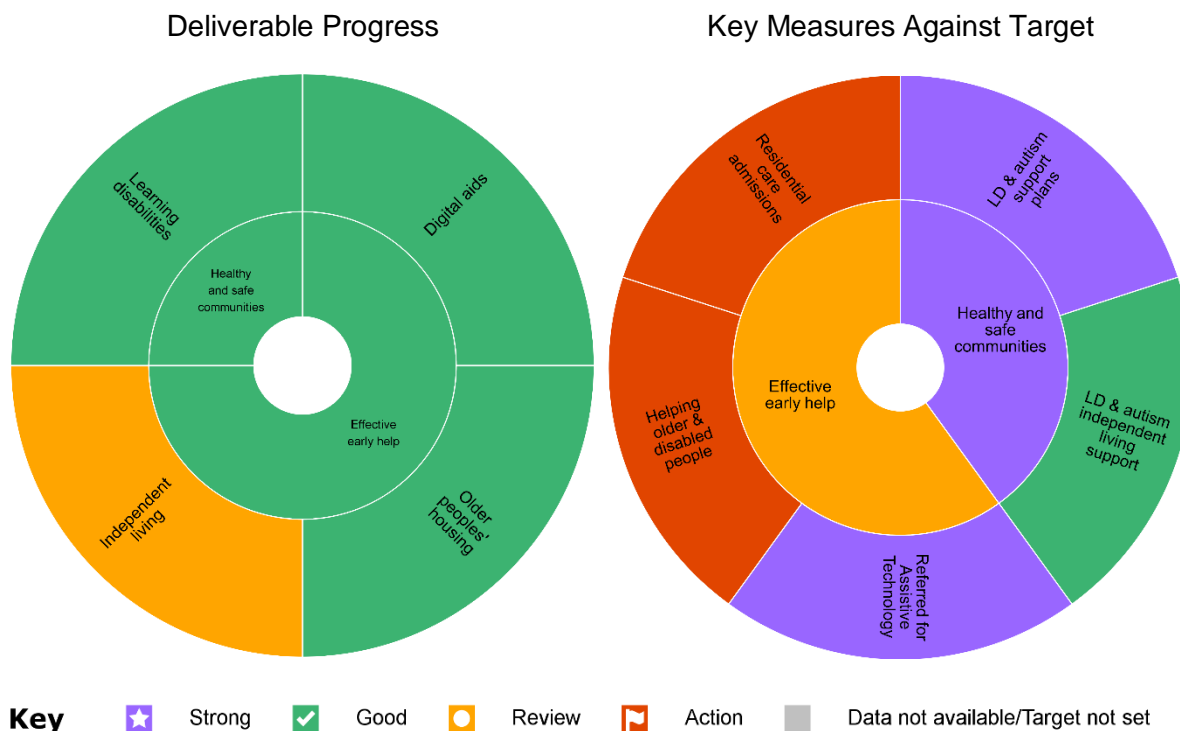 Deliverable Progress
Learning
disabilities
Digital aids
Healthy
and safe
communities
Effective
early help
Independent
living
Older
peoples'
housing
Key Measures Against Target
Residential
care
admissions
LD & autism
support
plans
Healthy and
safe
communities
Effective
early help
Helping
older &
disabled
people
LD & autism
independent
living
support
Referred for
Assistive
Technology
Key
Strong
Good
Review
Action
Data not available/Target not set